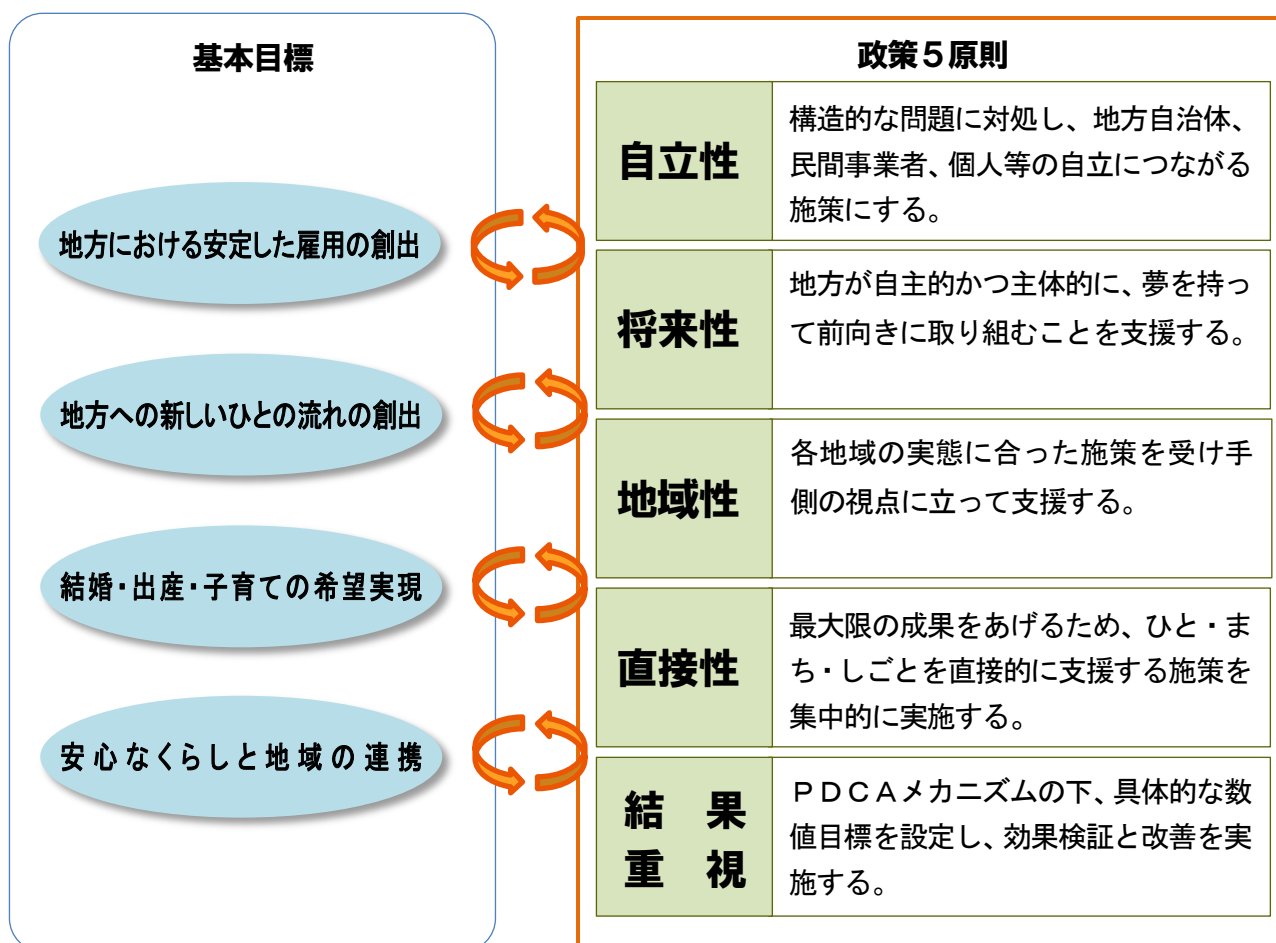 基本目標
地方における安定した雇用の創出
地方への新しいひとの流れの創出
結婚・出産・子育ての希望実現
安心なくらしと地域の連携
政策５原則
自立性
構造的な問題に対処し、地方自治体、
民間事業者、個人等の自立につながる
施策にする。
将来性
地方が自主的かつ主体的に、夢を持っ
て前向きに取り組むことを支援する。
地域性
各地域の実態に合った施策を受け手
側の視点に立って支援する。
直接性
最大限の成果をあげるため、ひと・ま
ち・しごとを直接的に支援する施策を
集中的に実施する。
結　果
重　視
ＰＤＣＡメカニズムの下、具体的な数
値目標を設定し、効果検証と改善を実
施する。